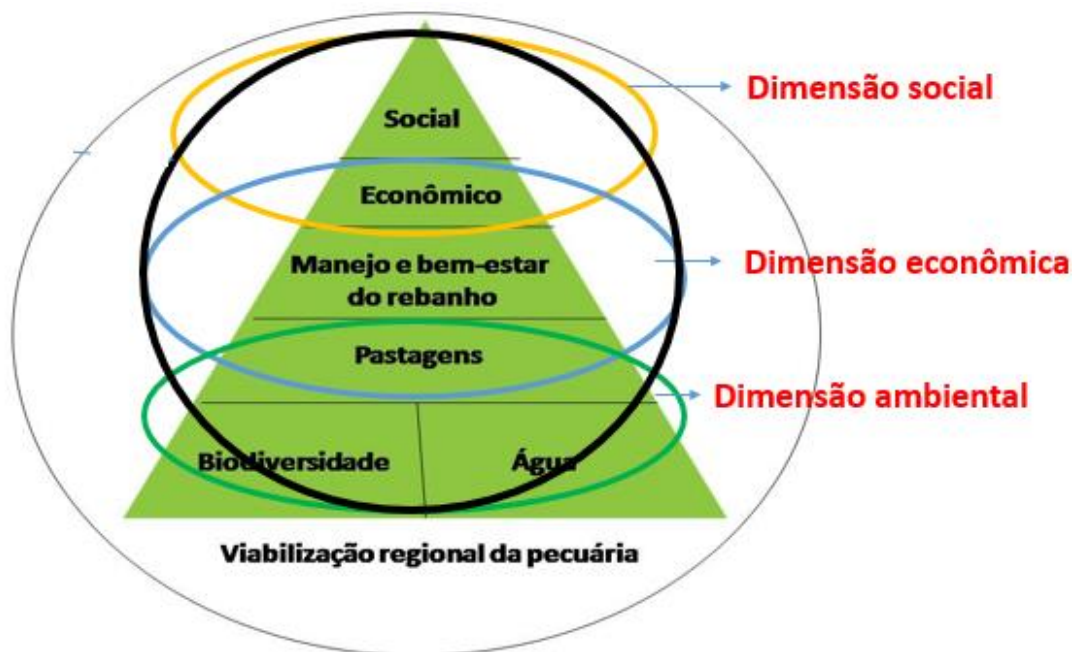 Social
Dimensão social
Econômico
Manejo e bem-estar
do rebanho
Dimensão econômica
Pastagens
Dimensão ambiental
Biodiversidade
Água
Viabilização regional da pecuária